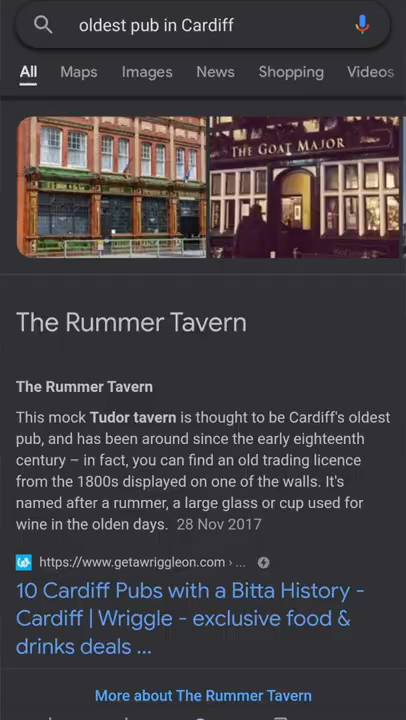 oldest pub in Cardiff
All Maps Images News Shopping Videos
THE GOAT MAJOR
The Rummer Tavern
The Rummer Tavern
This mock Tudor tavern is thought to be Cardiff's oldest
pub, and has been around since the early eighteenth
century – in fact, you can find an old trading licence
from the 1800s displayed on one of the walls. It's
named after a rummer, a large glass or cup used for
wine in the olden days. 28 Nov 2017
https://www.getawriggleon.com › ...
10 Cardiff Pubs with a Bitta History -
Cardiff | Wriggle - exclusive food &
drinks deals ...
More about The Rummer Tavern